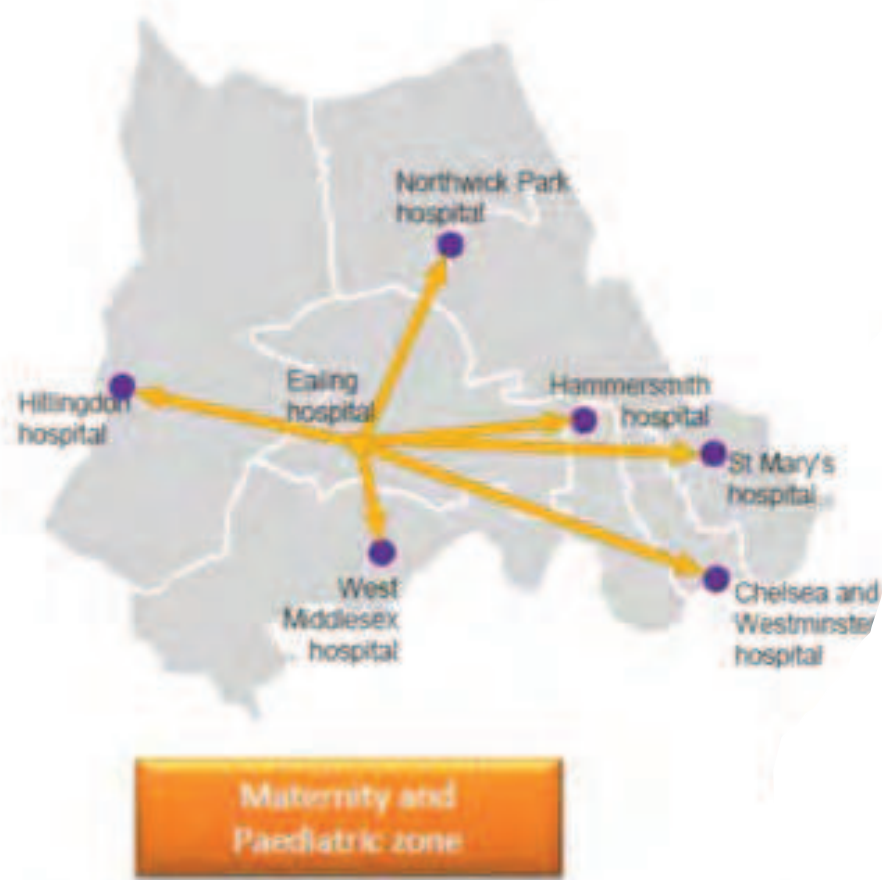 Northwick Park
hospital
Ealing
hospital
Hammersmith
hospital
Hillingdon
hospital
St Mary's
hospital
West
Middlesex
hospital
Chelsea and
Westminster
hospital
Maternity and
Paediatric zone